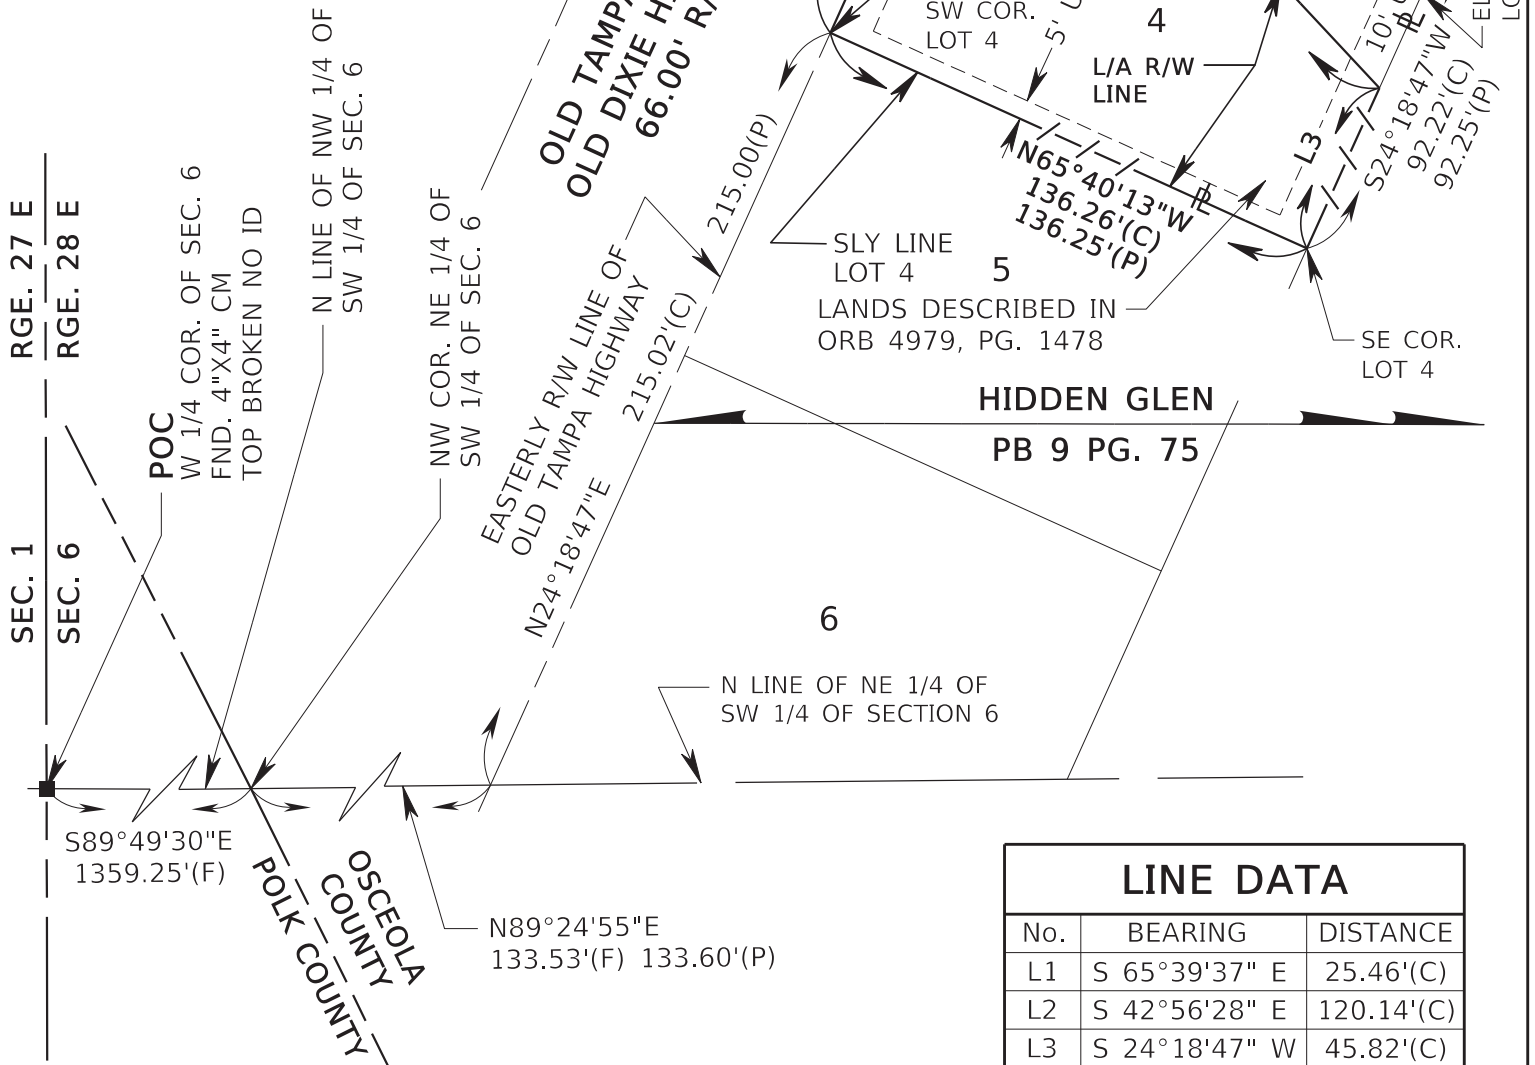 OLD TAMPA
OLD DIXIE
66.00'
SW COR.
LOT 4
4
L/A R/W
LINE
5'
10'
L3
S24°18'47"W
92.22'(C)
92.25'(P)
RGE. 27 E
RGE. 28 E
SEC. 1
SEC. 6
POC
W 1/4 COR. OF SEC. 6
FND. 4"X4" CM
TOP BROKEN NO ID
N LINE OF NW 1/4 OF
SW 1/4 OF SEC. 6
NW COR. NE 1/4 OF
SW 1/4 OF SEC. 6
EASTERLY R/W LINE OF
OLD TAMPA HIGHWAY
215.00(P)
215.02'(C)
N24°18'47"E
N65°40'13"W
136.26'(C)
136.25'(P)
SLY LINE
LOT 4
5
LANDS DESCRIBED IN
ORB 4979, PG. 1478
SE COR.
LOT 4
HIDDEN GLEN
PB 9 PG. 75
6
N LINE OF NE 1/4 OF
SW 1/4 OF SECTION 6
S89°49'30"E
1359.25'(F)
POLK COUNTY
OSCEOLA
COUNTY
N89°24'55"E
133.53'(F) 133.60'(P)
LINE DATA
No. BEARING DISTANCE
L1 S 65°39'37" E 25.46'(C)
L2 S 42°56'28" E 120.14'(C)
L3 S 24°18'47" W 45.82'(C)